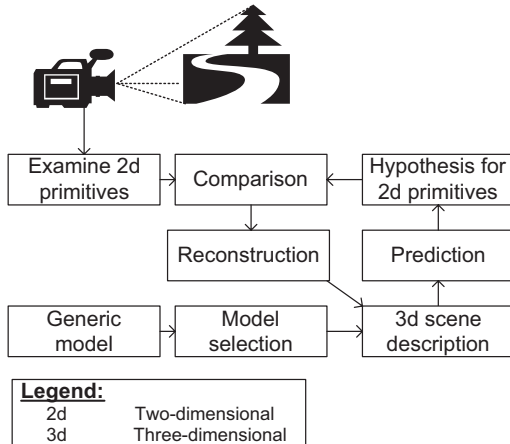 Examine 2d
primitives
Comparison
Hypothesis for
2d primitives
Reconstruction
Prediction
Generic
model
Model
selection
3d scene
description
Legend:
2d Two-dimensional
3d Three-dimensional